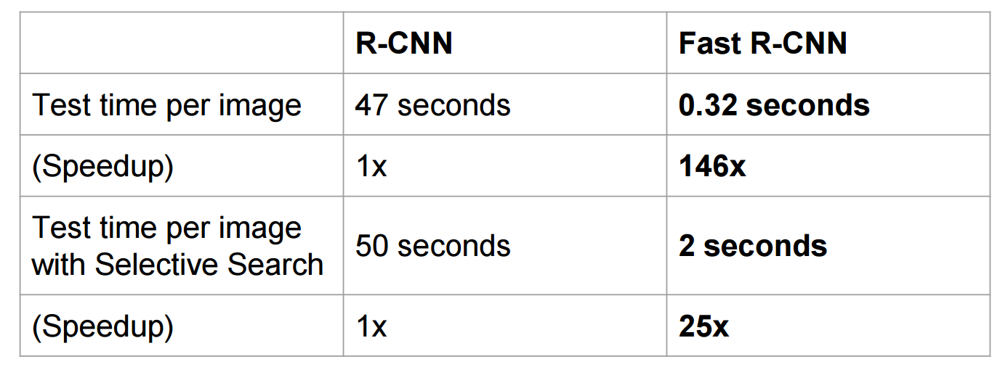 R-CNN Fast R-CNN
Test time per image 47 seconds 0.32 seconds
(Speedup) 1x 146x
Test time per image
with Selective Search 50 seconds 2 seconds
(Speedup) 1x 25x